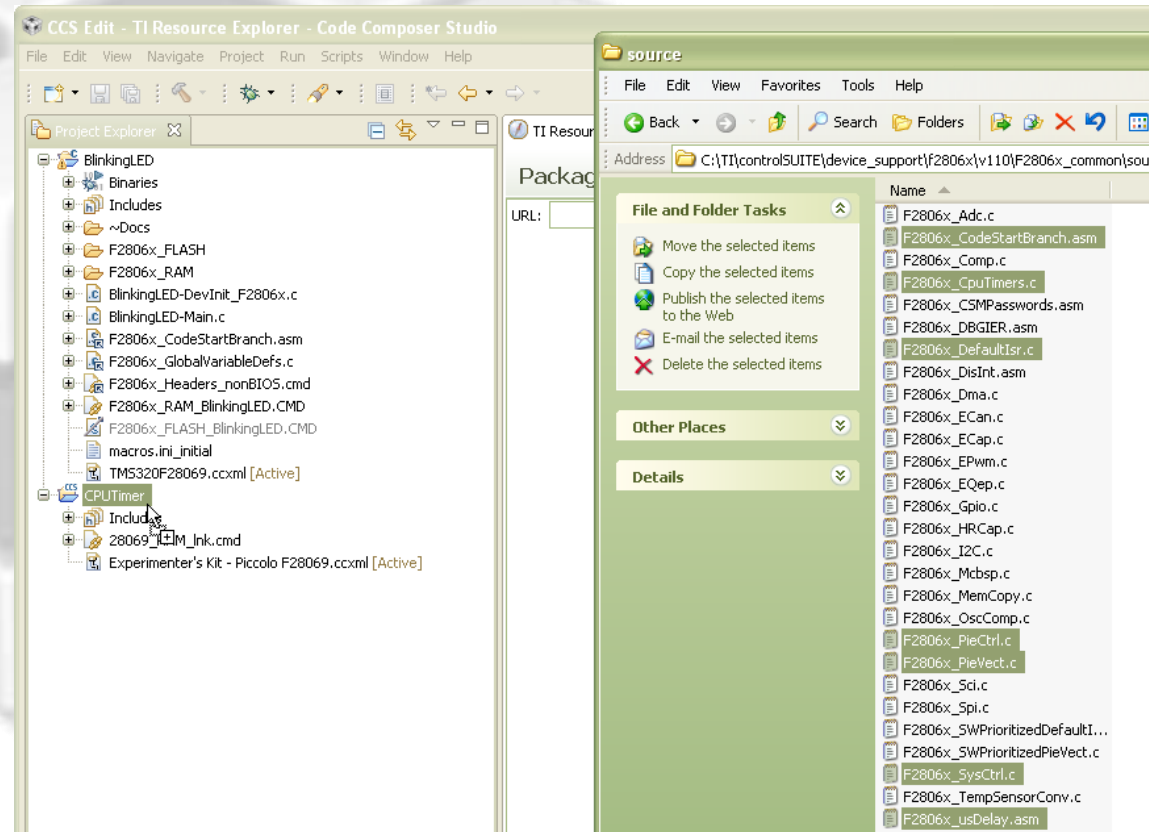 CCS Edit - TI Resource Explorer - Code Composer Studio
File Edit View Navigate Project Run Scripts Window Help
Project Explorer
BlinkingLED
Binaries
Includes
~Docs
F2806x_FLASH
F2806x_RAM
BlinkingLED-DevInit_F2806x.c
BlinkingLED-Main.c
F2806x_CodeStartBranch.asm
F2806x_GlobalVariableDefs.c
F2806x_Headers_nonBIOS.cmd
F2806x_RAM_BlinkingLED.CMD
F2806x_FLASH_BlinkingLED.CMD
macros.ini_initial
TMS320F28069.ccxml [Active]
CPUTimer
28069_RAM_lnk.cmd
Experimenter's Kit - Piccolo F28069.ccxml [Active]
TI Resour
Packag
URL:
source
File Edit View Favorites Tools Help
Back Search Folders
Address C:\TI\controlSUITE\device_support\f2806x\v110\F2806x_common\sou
File and Folder Tasks
Move the selected items
Copy the selected items
Publish the selected items
to the Web
E-mail the selected items
Delete the selected items
Other Places
Details
Name
F2806x_Adc.c
F2806x_CodeStartBranch.asm
F2806x_Comp.c
F2806x_CpuTimers.c
F2806x_CSMPasswords.asm
F2806x_DBGIER.asm
F2806x_DefaultIsr.c
F2806x_DisInt.asm
F2806x_Dma.c
F2806x_ECan.c
F2806x_ECap.c
F2806x_EPwm.c
F2806x_EQep.c
F2806x_Gpio.c
F2806x_HRCap.c
F2806x_I2C.c
F2806x_Mcbsp.c
F2806x_MemCopy.c
F2806x_OscComp.c
F2806x_PieCtrl.c
F2806x_PieVect.c
F2806x_Sci.c
F2806x_Spi.c
F2806x_SWPrioritizedDefaultI...
F2806x_SWPrioritizedPieVect.c
F2806x_SysCtrl.c
F2806x_TempSensorConv.c
F2806x_usDelay.asm